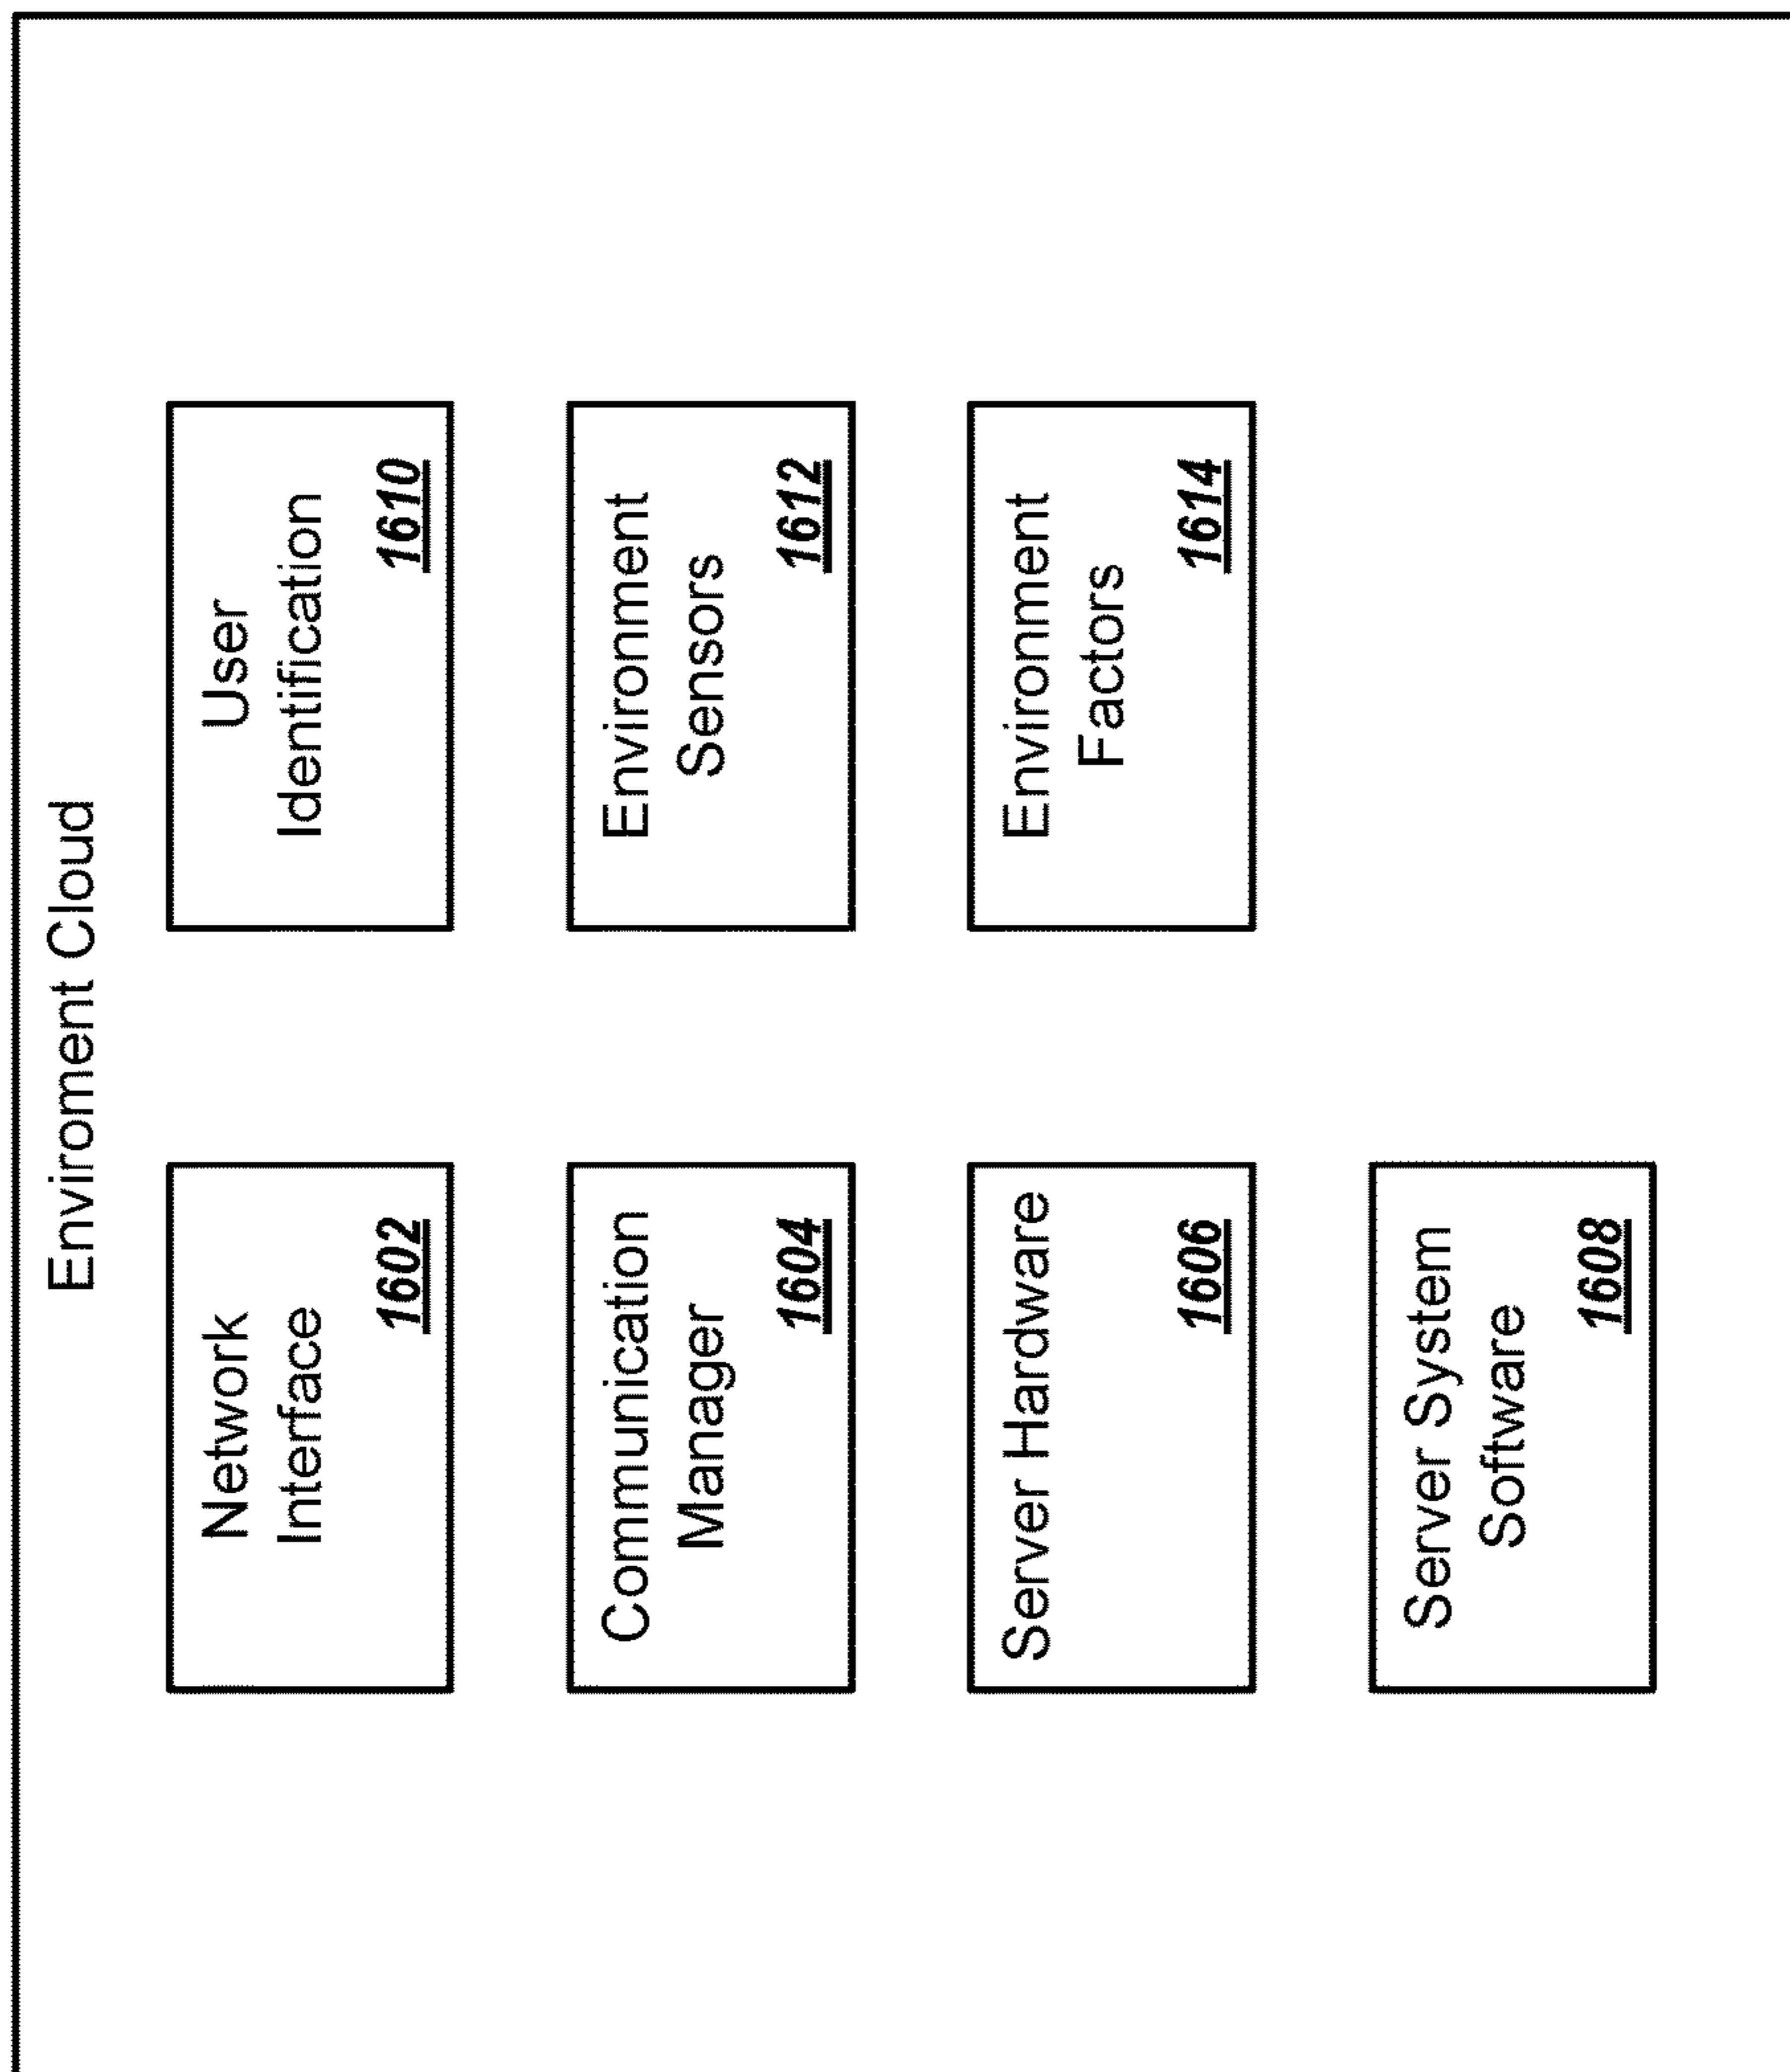 Enviroment Cloud
Network
Interface
1602
Communication
Manager
1604
Server Hardware
1606
Server System
Software
1608
User
Identification
1610
Environment
Sensors
1612
Environment
Factors
1614